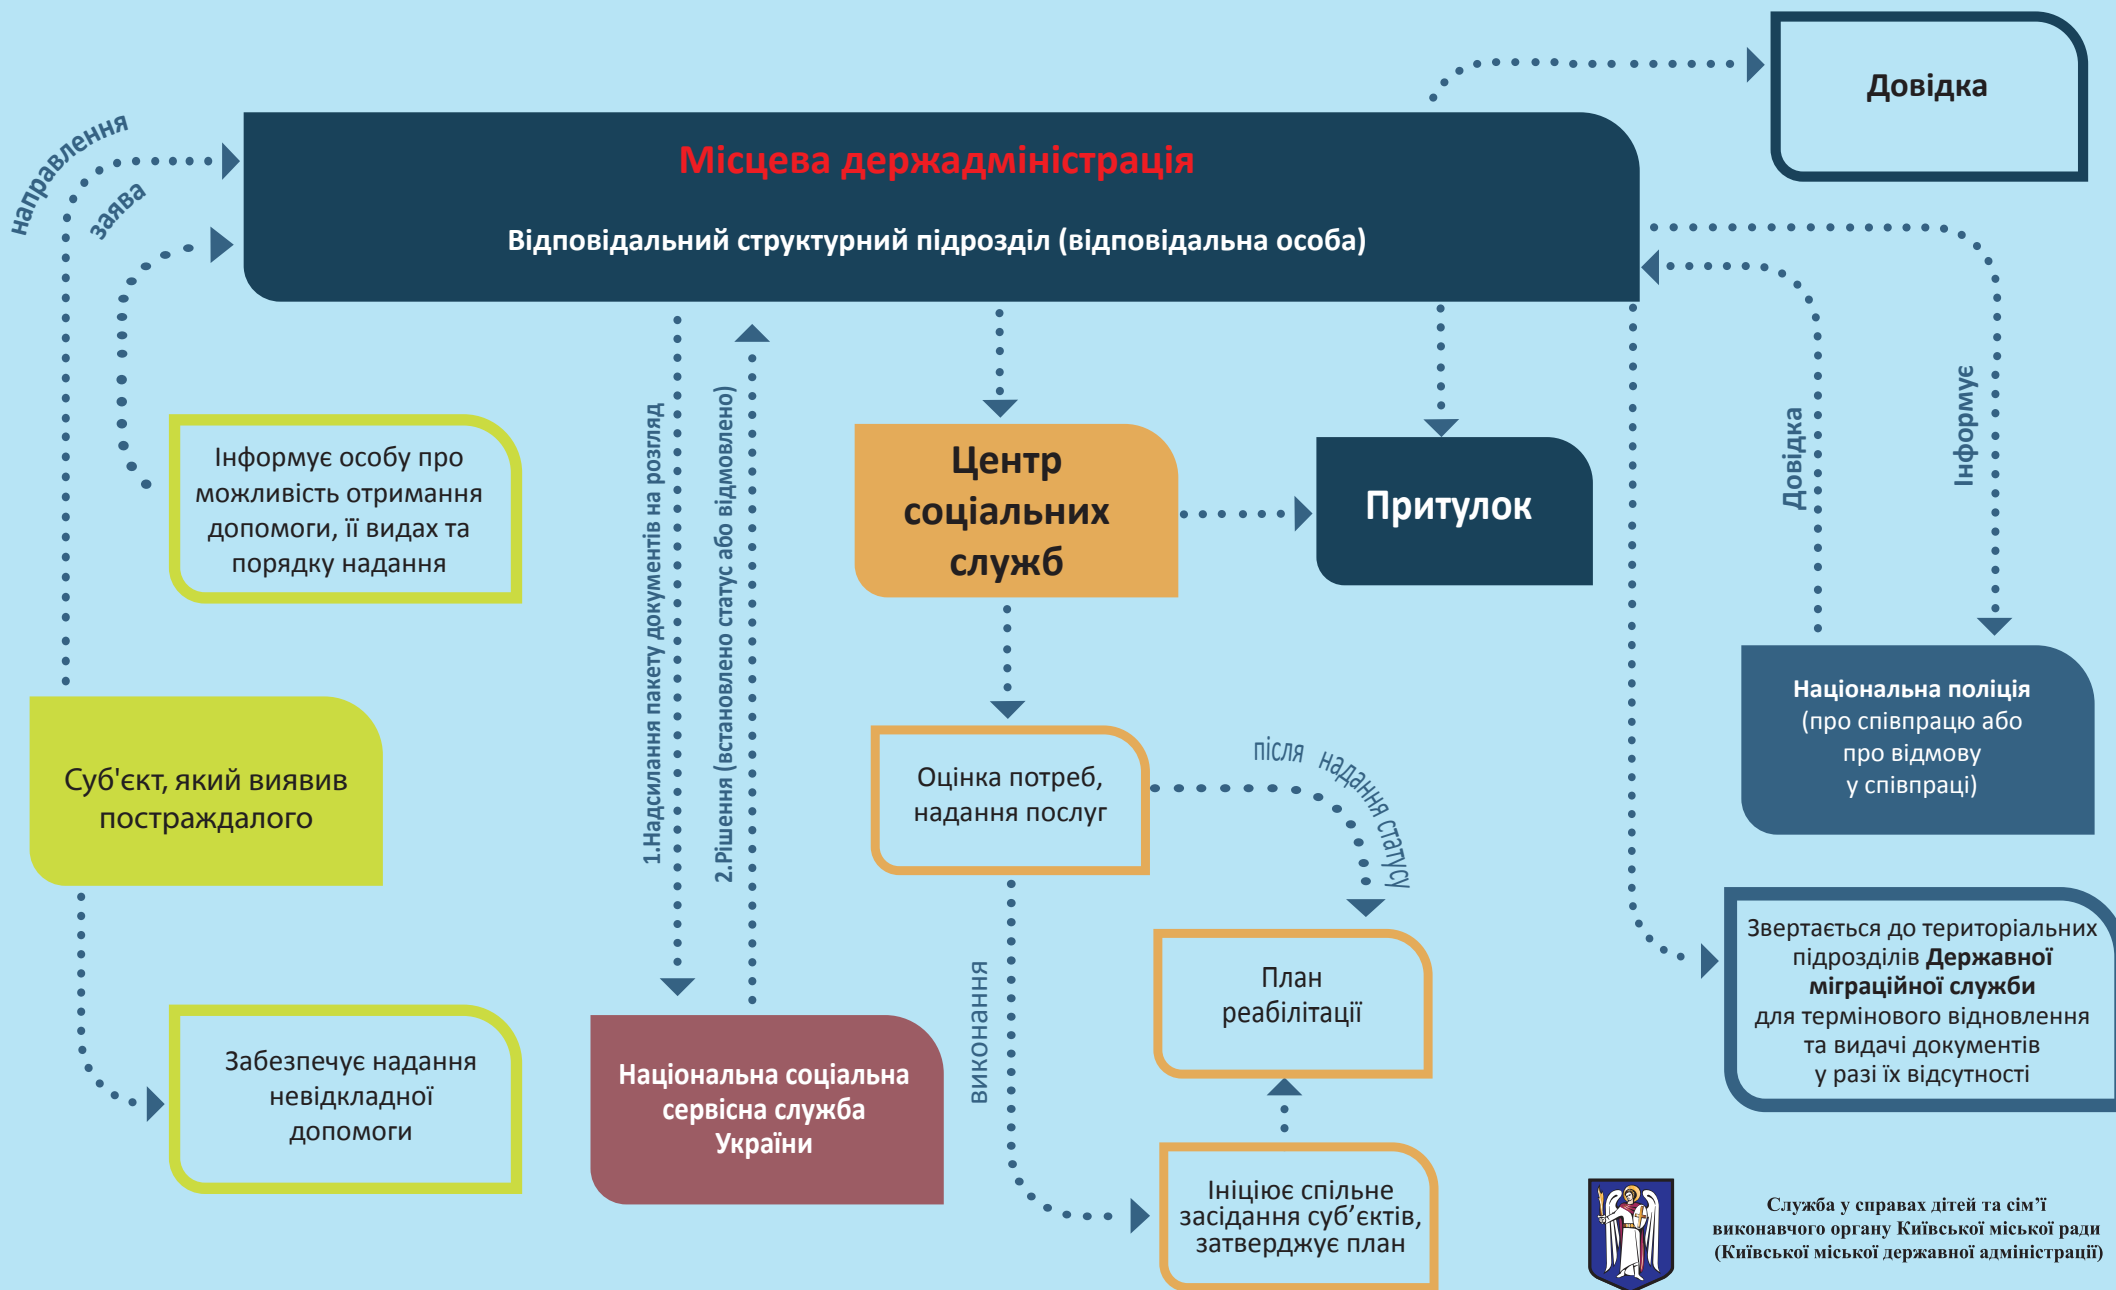 Довідка
направлення
заява
Місцева держадміністрація
Відповідальний структурний підрозділ (відповідальна особа)
Інформує особу про
можливість отримання
допомоги, її видах та
порядку надання
1.Надсилання пакету документів на розгляд
2.Рішення (встановлено статус або відмовлено)
Центр
соціальних
служб
Притулок
Довідка
Інформує
Національна поліція
(про співпрацю або
про відмову
у співпраці)
Суб'єкт, який виявив
постраждалого
Оцінка потреб,
надання послуг
після надання статусу
Звертається до територіальних
підрозділів Державної
міграційної служби
для термінового відновлення
та видачі документів
у разі їх відсутності
План
реабілітації
виконання
Забезпечує надання
невідкладної
допомоги
Національна соціальна
сервісна служба
України
Ініціює спільне
засідання суб’єктів,
затверджує план
Служба у справах дітей та сім’ї
виконавчого органу Київської міської ради
(Київської міської державної адміністрації)